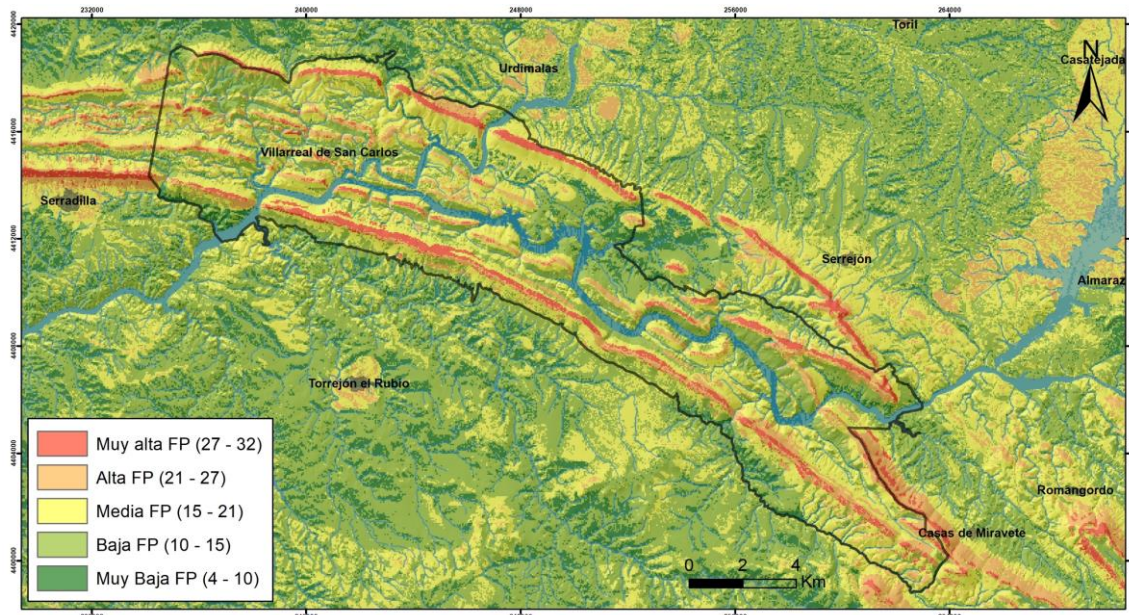 232000 240000 248000 256000 264000
4420000
Toril
N
Casatejada
Urdimalas
4416000
Villarreal de San Carlos
Serradilla
4412000
Serrejón
Almaraz
4408000
Torrejón el Rubio
Muy alta FP (27 - 32)
Alta FP (21 - 27)
4404000
Media FP (15 - 21)
Romangordo
Baja FP (10 - 15)
Casas de Miravete
4400000
Muy Baja FP (4 - 10)
0 2 4
Km
232000